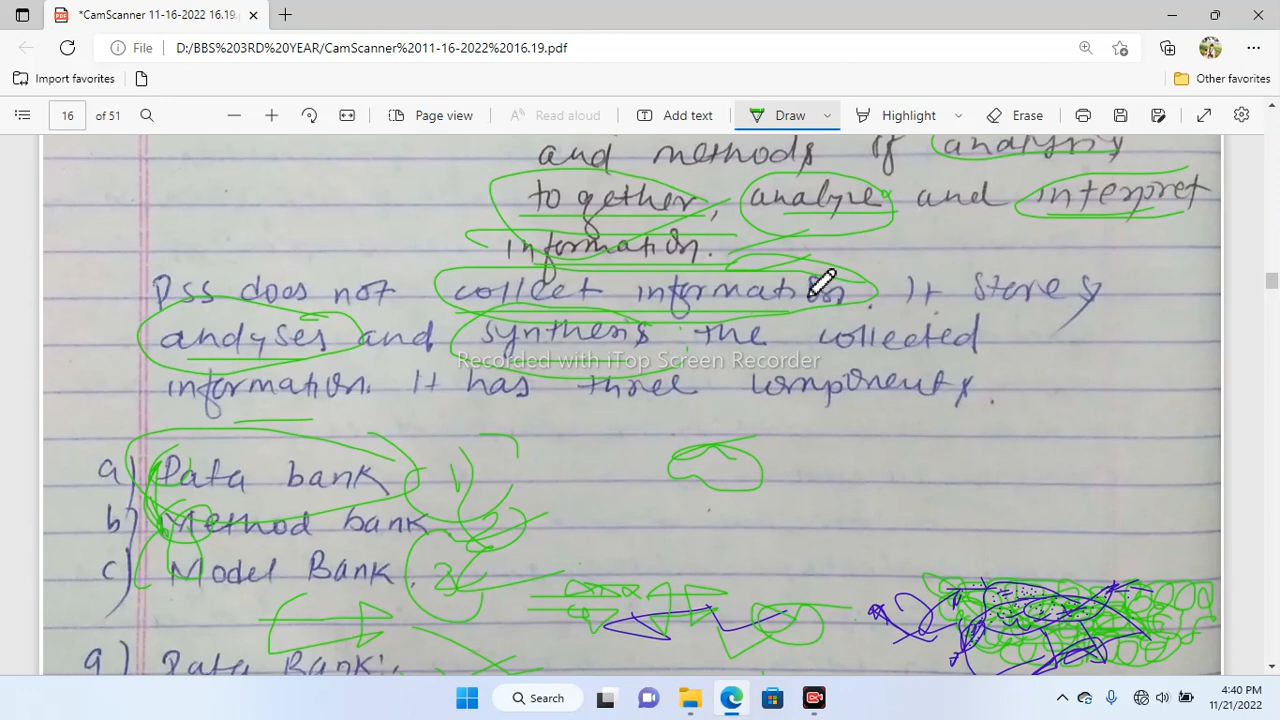 *CamScanner 11-16-2022 16.19.p
File D:/BBS%203RD%20YEAR/CamScanner%2011-16-2022%2016.19.pdf
Import favorites
Other favorites
16 of 51
Page view
Read aloud
Add text
Draw
Highlight
Erase
and methods of analysis
to gether, analyze and interpret
information.
DSS does not collect information. It stores,
analyses and synthesis the collected
information. It has three components.
Recorded with iTop Screen Recorder
a) Data bank 1
b) Method bank 2
c) Model Bank. 3
a) Data Bank:
Search
4:40 PM
11/21/2022